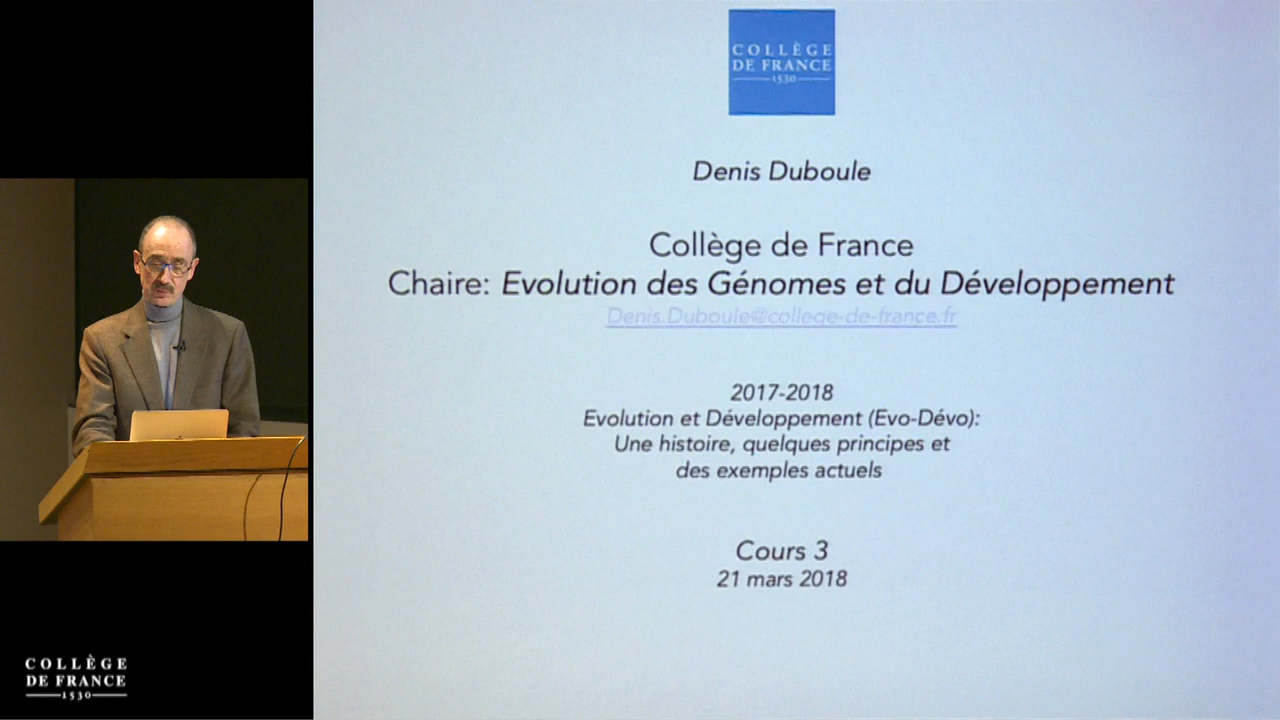 COLLÈGE
DE FRANCE
1530
Denis Duboule
Collège de France
Chaire: Evolution des Génomes et du Développement
Denis.Duboule@college-de-france.fr
2017-2018
Evolution et Développement (Evo-Dévo):
Une histoire, quelques principes et
des exemples actuels
Cours 3
21 mars 2018
COLLÈGE
DE FRANCE
1530